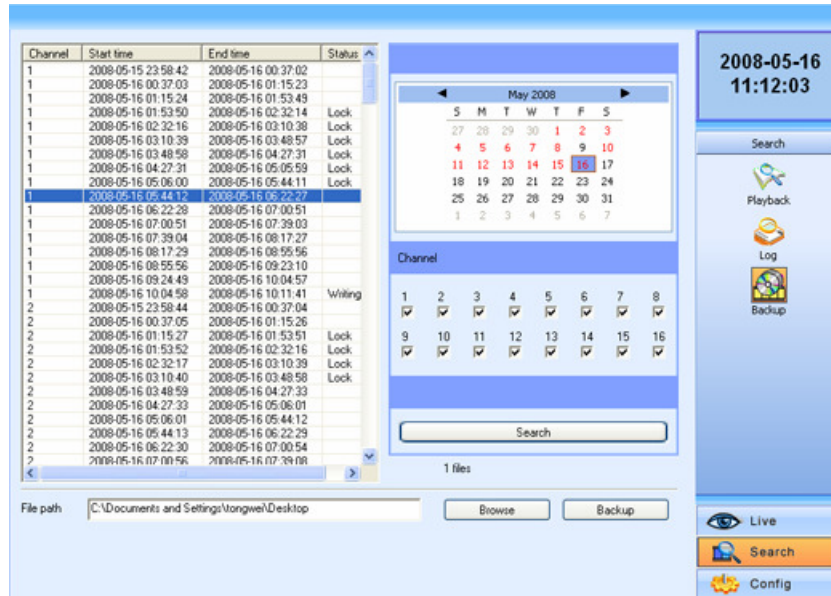 Channel Start time End time Status
1 2008-05-15 23:58:42 2008-05-16 00:37:02
1 2008-05-16 00:37:03 2008-05-16 01:15:23
1 2008-05-16 01:15:24 2008-05-16 01:53:49
1 2008-05-16 01:53:50 2008-05-16 02:32:14 Lock
1 2008-05-16 02:32:16 2008-05-16 03:10:38 Lock
1 2008-05-16 03:10:39 2008-05-16 03:48:57 Lock
1 2008-05-16 03:48:58 2008-05-16 04:27:31 Lock
1 2008-05-16 04:27:31 2008-05-16 05:05:59 Lock
1 2008-05-16 05:06:00 2008-05-16 05:44:11 Lock
1 2008-05-16 05:44:12 2008-05-16 06:22:27
1 2008-05-16 06:22:28 2008-05-16 07:00:51
1 2008-05-16 07:00:51 2008-05-16 07:39:03
1 2008-05-16 07:39:04 2008-05-16 08:17:27
1 2008-05-16 08:17:29 2008-05-16 08:55:56
1 2008-05-16 08:55:56 2008-05-16 09:23:10
1 2008-05-16 09:24:49 2008-05-16 10:04:57
1 2008-05-16 10:04:58 2008-05-16 10:11:41 Writing
2 2008-05-15 23:58:44 2008-05-16 00:37:04
2 2008-05-16 00:37:05 2008-05-16 01:15:26
2 2008-05-16 01:15:27 2008-05-16 01:53:51 Lock
2 2008-05-16 01:53:52 2008-05-16 02:32:16 Lock
2 2008-05-16 02:32:17 2008-05-16 03:10:39 Lock
2 2008-05-16 03:10:40 2008-05-16 03:48:58 Lock
2 2008-05-16 03:48:59 2008-05-16 04:27:33
2 2008-05-16 04:27:33 2008-05-16 05:06:01
2 2008-05-16 05:06:01 2008-05-16 05:44:12
2 2008-05-16 05:44:13 2008-05-16 06:22:29
2 2008-05-16 06:22:30 2008-05-16 07:00:54
2 2008-05-16 07:00:56 2008-05-16 07:39:08
May 2008
S M T W T F S
27 28 29 30 1 2 3
4 5 6 7 8 9 10
11 12 13 14 15 16 17
18 19 20 21 22 23 24
25 26 27 28 29 30 31
1 2 3 4 5 6 7
Channel
1 2 3 4 5 6 7 8
9 10 11 12 13 14 15 16
Search
1 files
File path C:\Documents and Settings\tongwei\Desktop Browse Backup
2008-05-16
11:12:03
Search
Playback
Log
Backup
Live
Search
Config